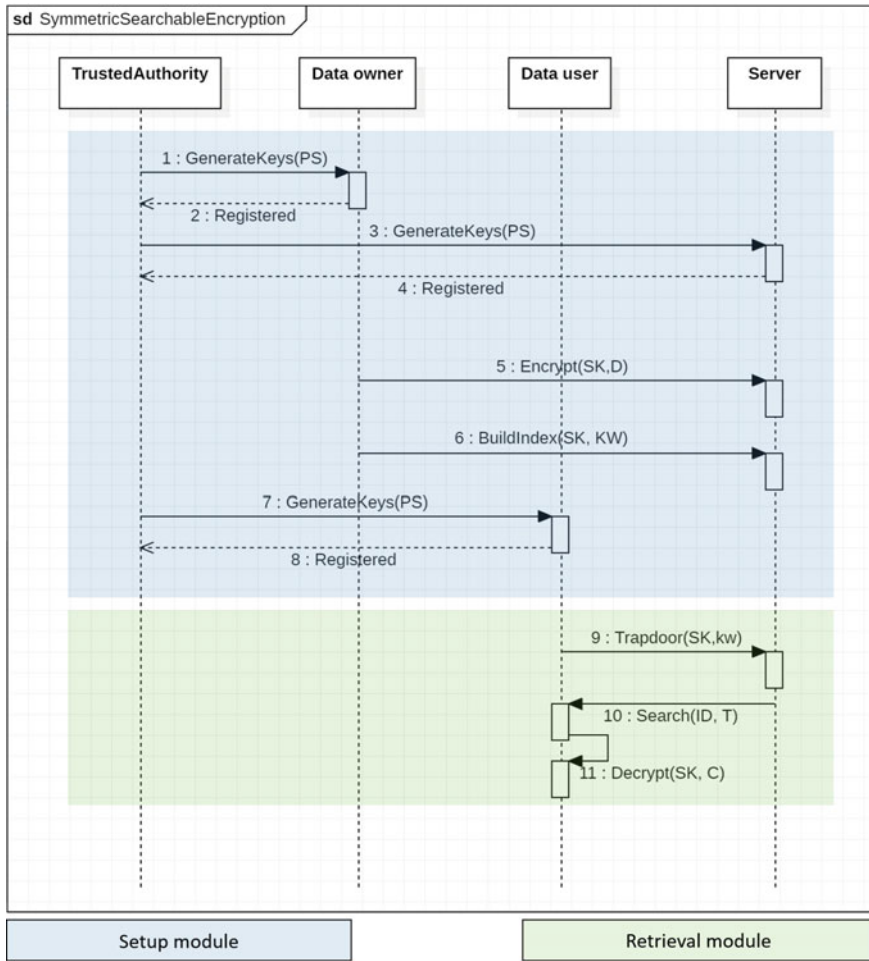 sd SymmetricSearchableEncryption
TrustedAuthority
Data owner
Data user
Server
1 : GenerateKeys(PS)
2 : Registered
3 : GenerateKeys(PS)
4 : Registered
5 : Encrypt(SK,D)
6 : BuildIndex(SK, KW)
7 : GenerateKeys(PS)
8 : Registered
9 : Trapdoor(SK,kw)
10 : Search(ID, T)
11 : Decrypt(SK, C)
Setup module
Retrieval module